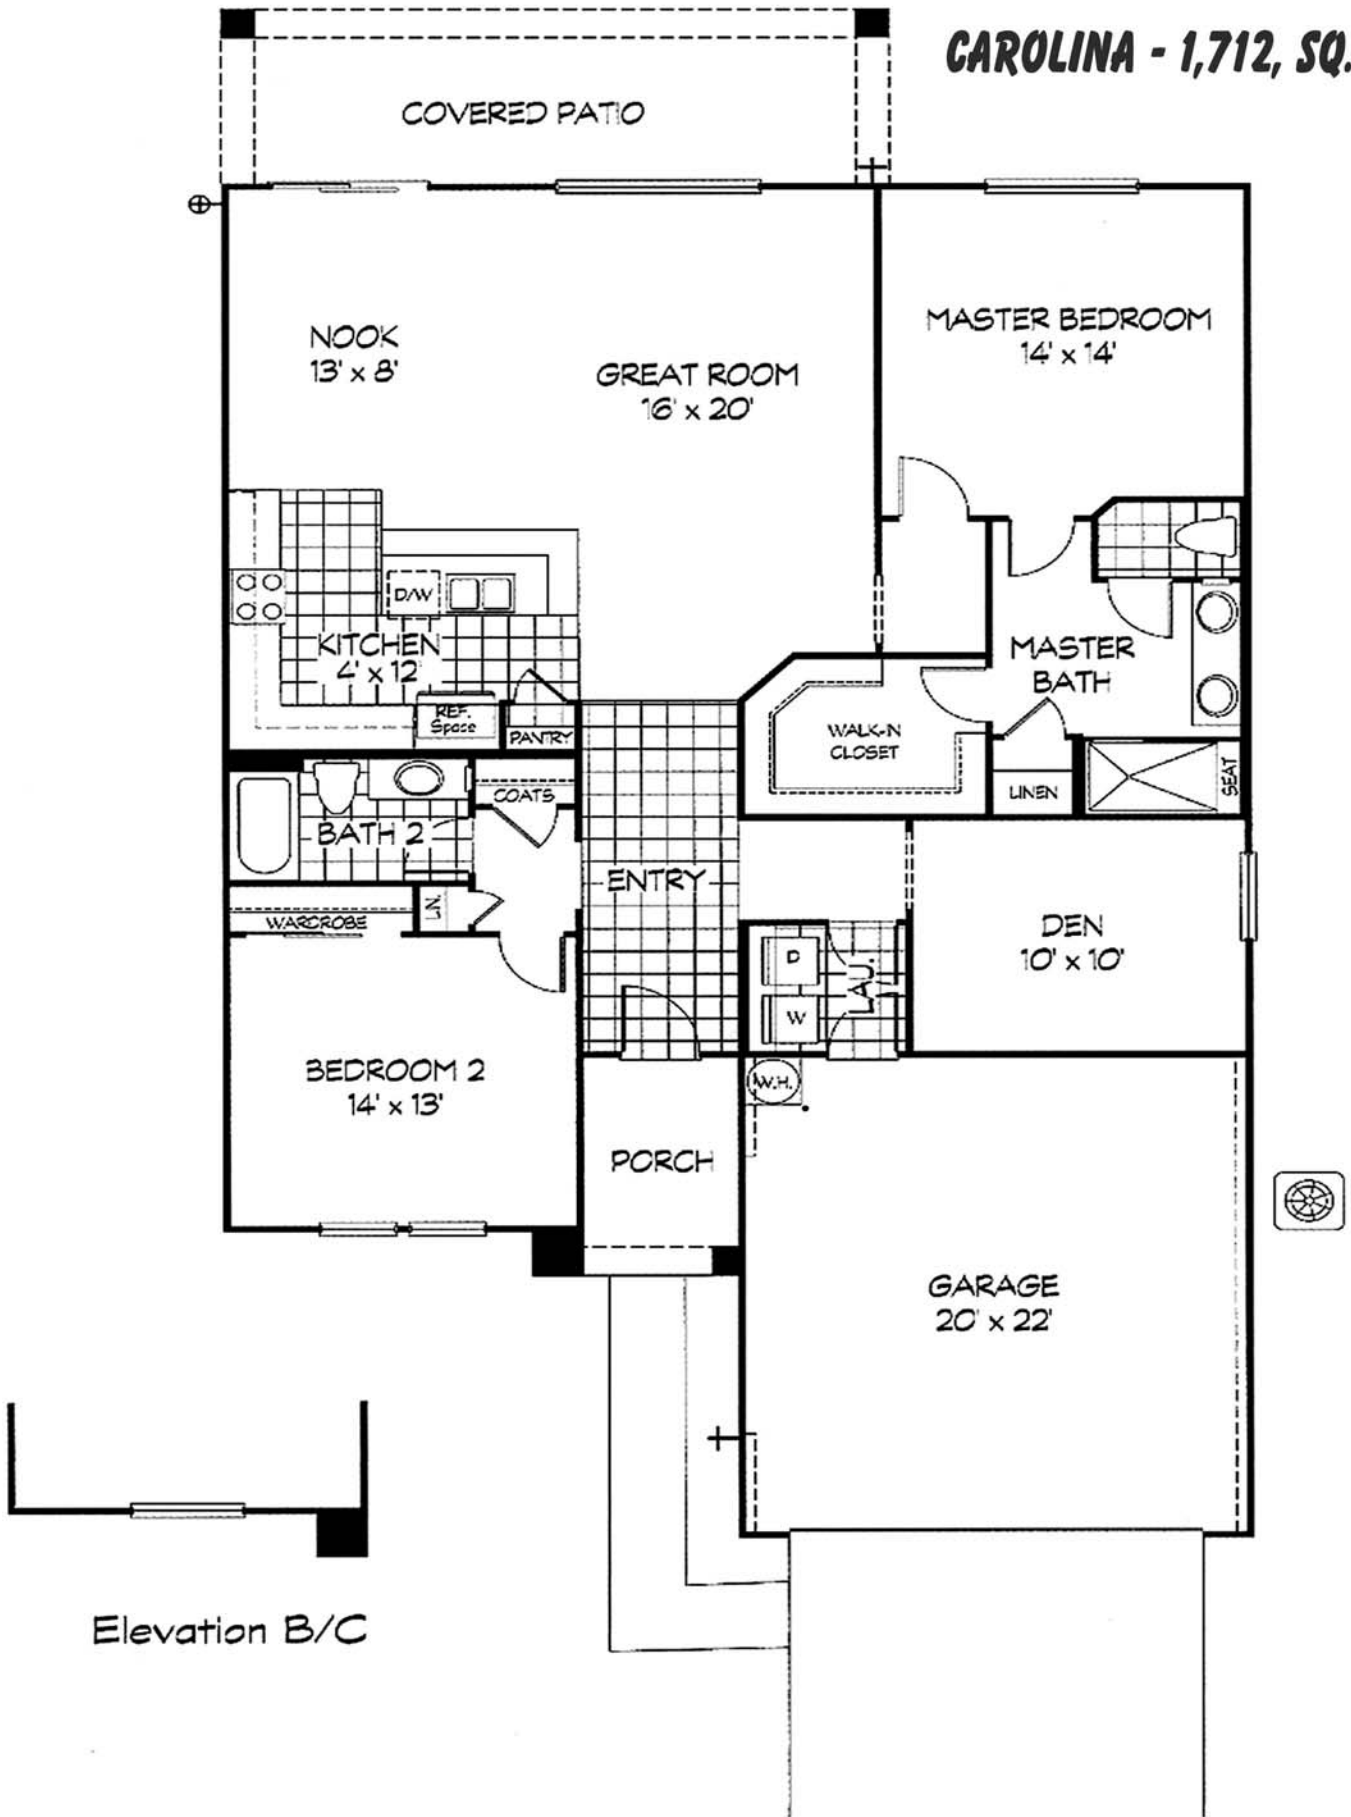 CAROLINA - 1,712, SQ.
COVERED PATIO
NOOK
13' x 8'
GREAT ROOM
16' x 20'
MASTER BEDROOM
14' x 14'
D/W
KITCHEN
4' x 12'
REF.
Space
PANTRY
MASTER
BATH
WALK-IN
CLOSET
LINEN
SEAT
COATS
BATH 2
ENTRY
LIN.
WARDROBE
DEN
10' x 10'
D
LAU.
W
BEDROOM 2
14' x 13'
W.H.
PORCH
GARAGE
20' x 22'
Elevation B/C